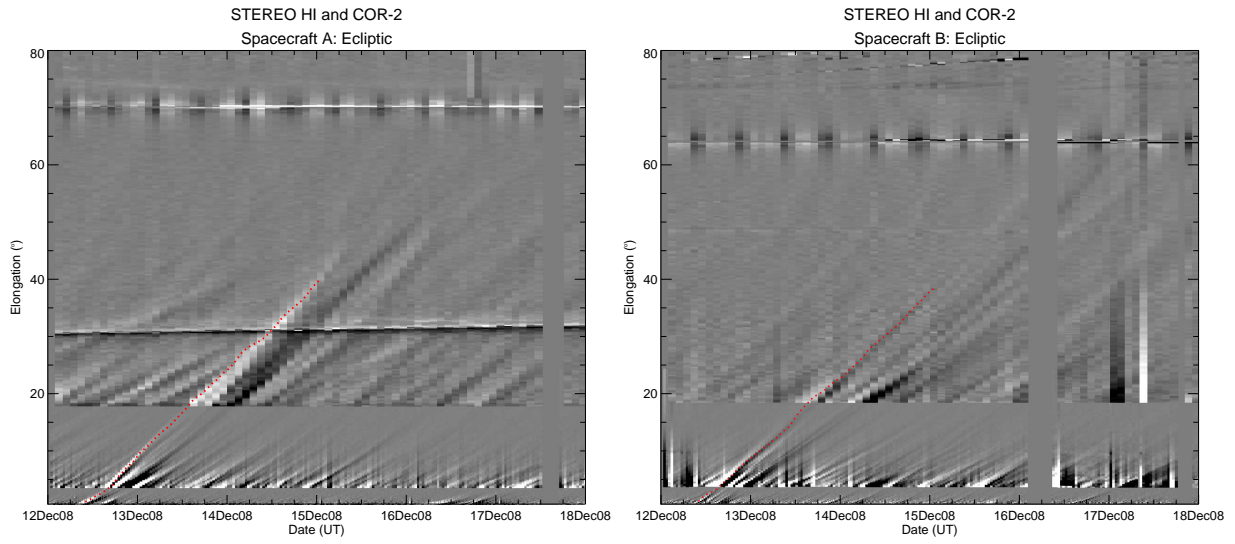 STEREO HI and COR-2
Spacecraft A: Ecliptic
80
60
40
20
Elongation (°)
12Dec08 13Dec08 14Dec08 15Dec08 16Dec08 17Dec08 18Dec08
Date (UT)
STEREO HI and COR-2
Spacecraft B: Ecliptic
80
60
40
20
Elongation (°)
12Dec08 13Dec08 14Dec08 15Dec08 16Dec08 17Dec08 18Dec08
Date (UT)